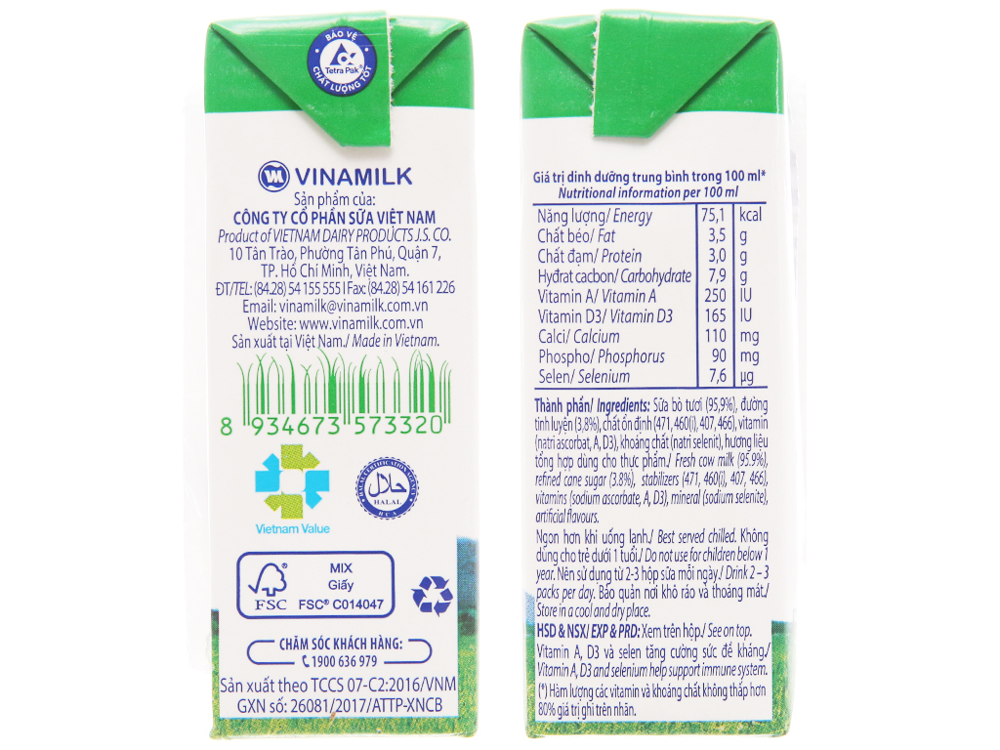 BẢO VỆ
Tetra Pak®
CHẤT LƯỢNG TỐT
VINAMILK
Sản phẩm của:
CÔNG TY CỔ PHẦN SỮA VIỆT NAM
Product of VIETNAM DAIRY PRODUCTS J.S. CO.
10 Tân Trào, Phường Tân Phú, Quận 7,
TP. Hồ Chí Minh, Việt Nam.
ĐT/TEL: (84.28) 54 155 555 I Fax: (84.28) 54 161 226
Email: vinamilk@vinamilk.com.vn
Website: www.vinamilk.com.vn
Sản xuất tại Việt Nam./ Made in Vietnam.
8 934673 573320
HALAL CERTIFICATION AGENCY
حلال
HALAL
HCA
Vietnam Value
FSC®
MIX
Giấy
FSC® C014047
CHĂM SÓC KHÁCH HÀNG:
1900 636 979
Sản xuất theo TCCS 07-C2:2016/VNM
GXN số: 26081/2017/ATTP-XNCB
Giá trị dinh dưỡng trung bình trong 100 ml*
Nutritional information per 100 ml
Năng lượng/ Energy 75,1 kcal
Chất béo/ Fat 3,5 g
Chất đạm/ Protein 3,0 g
Hyđrat cacbon/ Carbohydrate 7,9 g
Vitamin A/ Vitamin A 250 IU
Vitamin D3/ Vitamin D3 165 IU
Calci/ Calcium 110 mg
Phospho/ Phosphorus 90 mg
Selen/ Selenium 7,6 µg
Thành phần/ Ingredients: Sữa bò tươi (95,9%), đường
tinh luyện (3,8%), chất ổn định (471, 460(i), 407, 466), vitamin
(natri ascorbat, A, D3), khoáng chất (natri selenit), hương liệu
tổng hợp dùng cho thực phẩm./ Fresh cow milk (95.9%),
refined cane sugar (3.8%), stabilizers (471, 460(i), 407, 466),
vitamins (sodium ascorbate, A, D3), mineral (sodium selenite),
artificial flavours.
Ngon hơn khi uống lạnh./ Best served chilled. Không
dùng cho trẻ dưới 1 tuổi./ Do not use for children below 1
year. Nên sử dụng từ 2-3 hộp sữa mỗi ngày./ Drink 2 – 3
packs per day. Bảo quản nơi khô ráo và thoáng mát./
Store in a cool and dry place.
HSD & NSX/ EXP & PRD: Xem trên hộp./ See on top.
Vitamin A, D3 và selen tăng cường sức đề kháng./
Vitamin A, D3 and selenium help support immune system.
(*) Hàm lượng các vitamin và khoáng chất không thấp hơn
80% giá trị ghi trên nhãn.